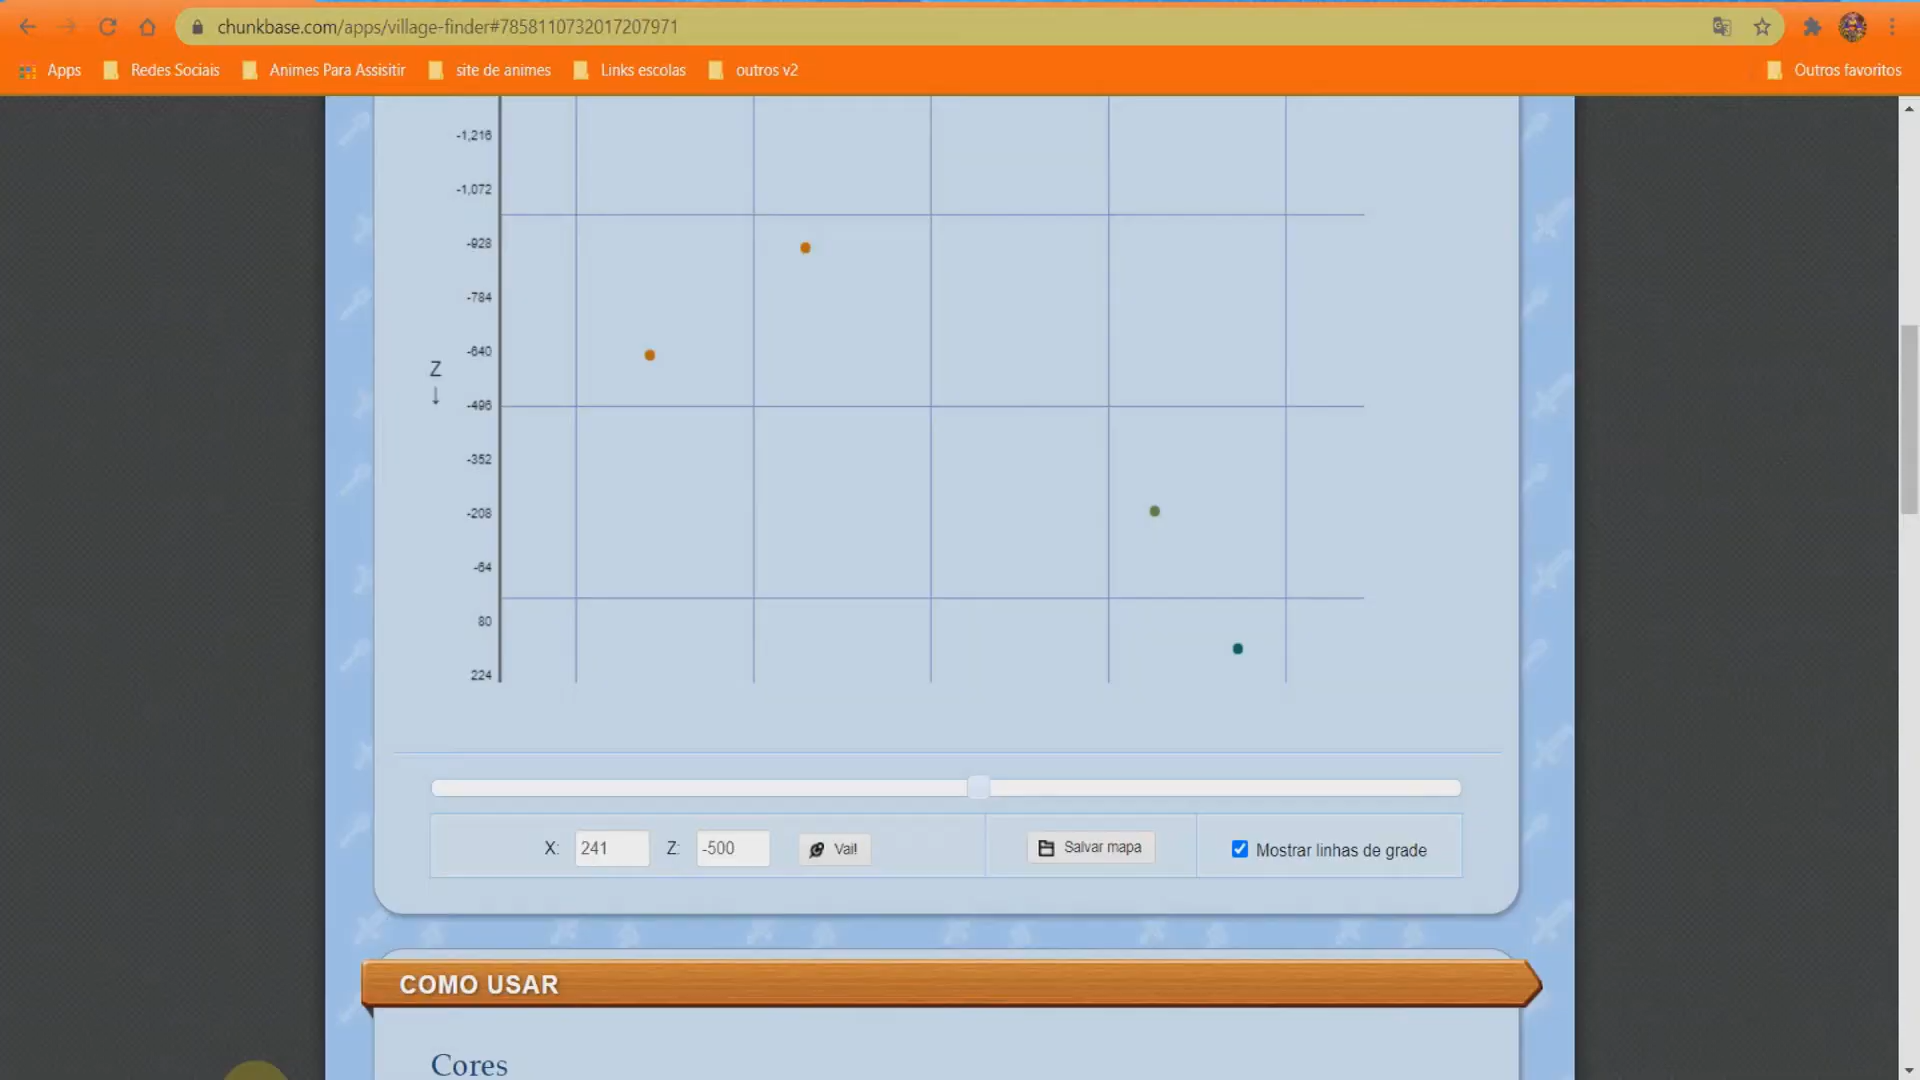 chunkbase.com/apps/village-finder#7858110732017207971
Apps Redes Sociais Animes Para Assisitir site de animes Links escolas outros v2 Outros favoritos
-1,216
-1,072
-928
-784
-640
Z
↓
-496
-352
-208
-64
80
224
X: 241 Z: -500 Vai! Salvar mapa Mostrar linhas de grade
COMO USAR
Cores